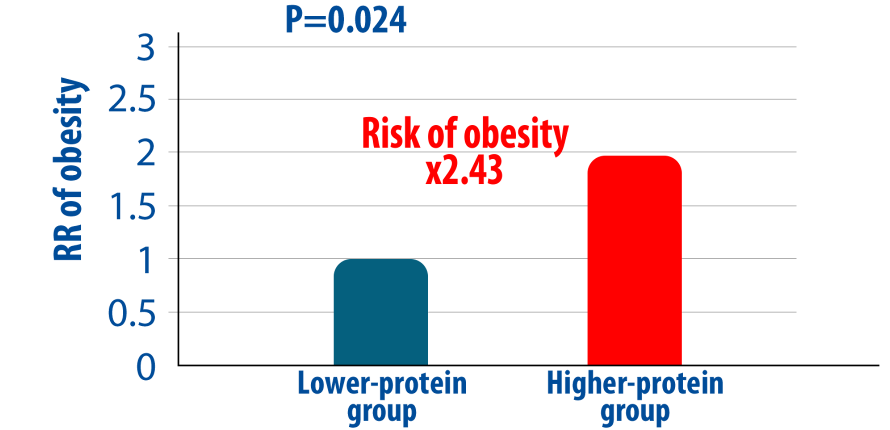 P=0.024
3
2.5
2
1.5
1
0.5
0
RR of obesity
Risk of obesity
x2.43
Lower-protein
group
Higher-protein
group